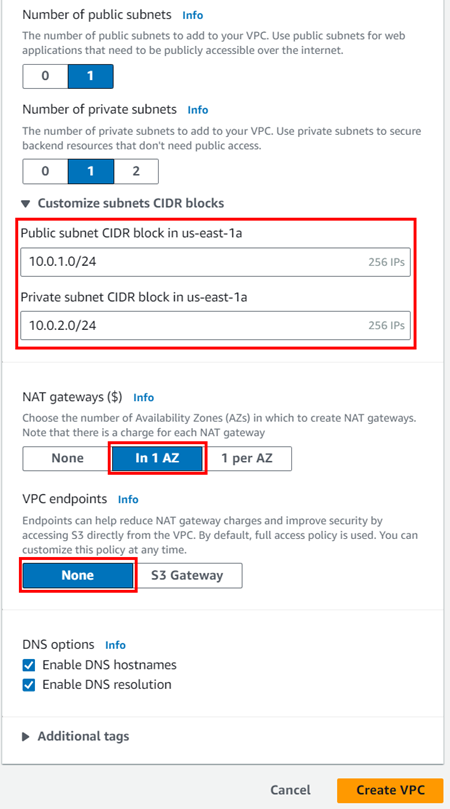 Number of public subnets Info
The number of public subnets to add to your VPC. Use public subnets for web
applications that need to be publicly accessible over the internet.
0 1
Number of private subnets Info
The number of private subnets to add to your VPC. Use private subnets to secure
backend resources that don't need public access.
0 1 2
Customize subnets CIDR blocks
Public subnet CIDR block in us-east-1a
10.0.1.0/24 256 IPs
Private subnet CIDR block in us-east-1a
10.0.2.0/24 256 IPs
NAT gateways ($) Info
Choose the number of Availability Zones (AZs) in which to create NAT gateways.
Note that there is a charge for each NAT gateway
None In 1 AZ 1 per AZ
VPC endpoints Info
Endpoints can help reduce NAT gateway charges and improve security by
accessing S3 directly from the VPC. By default, full access policy is used. You can
customize this policy at any time.
None S3 Gateway
DNS options Info
Enable DNS hostnames
Enable DNS resolution
Additional tags
Cancel Create VPC